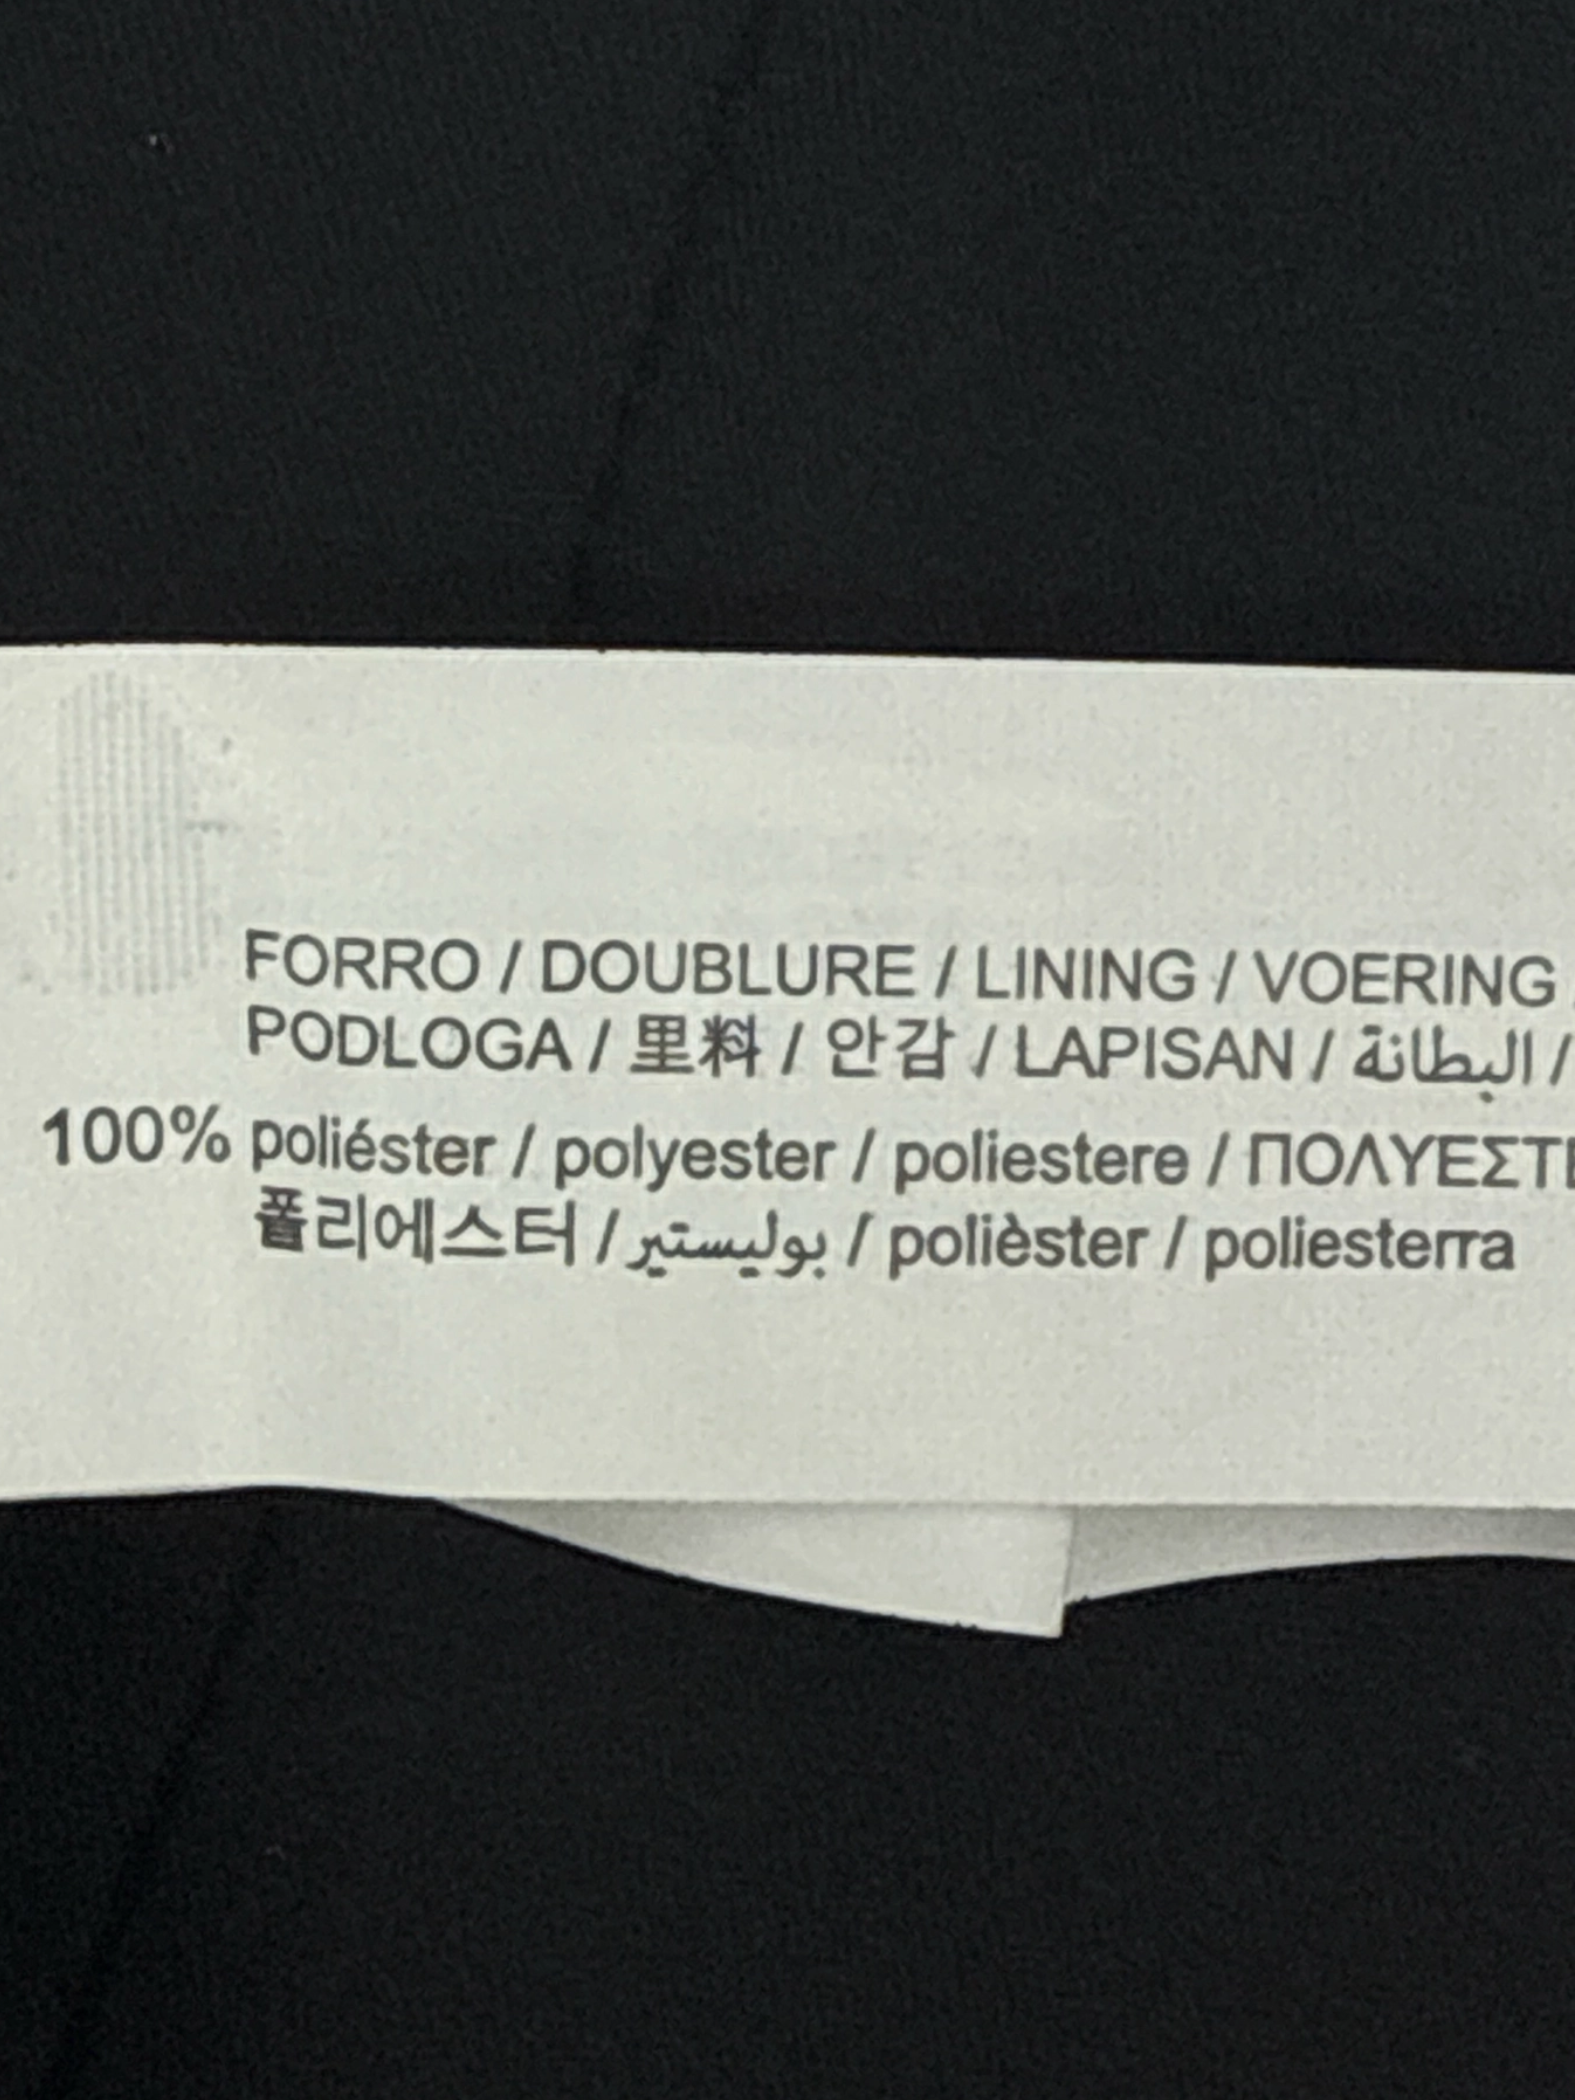 FORRO / DOUBLURE / LINING / VOERING
PODLOGA / 里料 / 안감 / LAPISAN / البطانة /
100% poliéster / polyester / poliestere /
폴리에스터 / بوليستير / polièster / poliesterra